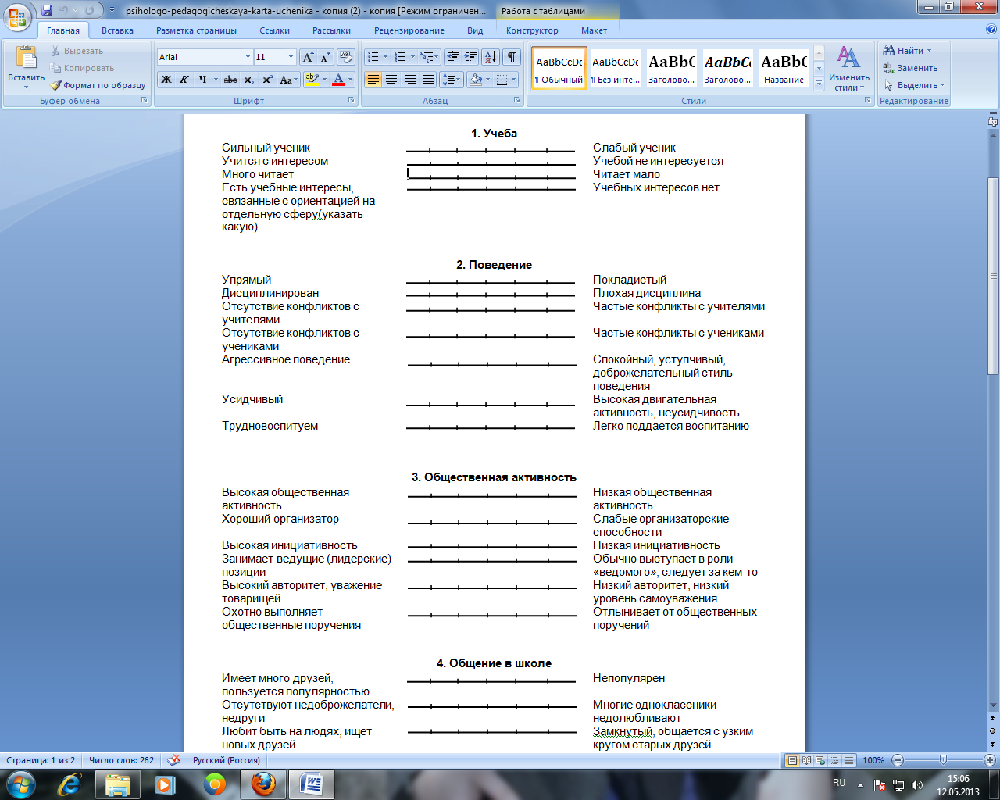 psihologo-pedagogicheskaya-karta-uchenika - копия (2) - копия [Режим ограничен... Работа с таблицами
Главная Вставка Разметка страницы Ссылки Рассылки Рецензирование Вид Конструктор Макет
Вставить
Вырезать
Копировать
Формат по образцу
Буфер обмена
Arial 11
Ж К Ч abc x₂ x² Aa
Шрифт
Абзац
AaBbCcDc AaBbCcDc AaBbC AaBbCc AaBbC
¶ Обычный ¶ Без инте... Заголово... Заголово... Название
Изменить стили
Стили
Найти
Заменить
Выделить
Редактирование
1. Учеба
Сильный ученик Слабый ученик
Учится с интересом Учебой не интересуется
Много читает Читает мало
Есть учебные интересы, Учебных интересов нет
связанные с ориентацией на
отдельную сферу(указать
какую)
2. Поведение
Упрямый Покладистый
Дисциплинирован Плохая дисциплина
Отсутствие конфликтов с Частые конфликты с учителями
учителями
Отсутствие конфликтов с Частые конфликты с учениками
учениками
Агрессивное поведение Спокойный, уступчивый,
доброжелательный стиль
поведения
Усидчивый Высокая двигательная
активность, неусидчивость
Трудновоспитуем Легко поддается воспитанию
3. Общественная активность
Высокая общественная Низкая общественная
активность активность
Хороший организатор Слабые организаторские
способности
Высокая инициативность Низкая инициативность
Занимает ведущие (лидерские) Обычно выступает в роли
позиции «ведомого», следует за кем-то
Высокий авторитет, уважение Низкий авторитет, низкий
товарищей уровень самоуважения
Охотно выполняет Отлынивает от общественных
общественные поручения поручений
4. Общение в школе
Имеет много друзей, Непопулярен
пользуется популярностью
Отсутствуют недоброжелатели, Многие одноклассники
недруги недолюбливают
Любит быть на людях, ищет Замкнутый, общается с узким
новых друзей кругом старых друзей
Страница: 1 из 2 Число слов: 262 Русский (Россия) 100%
RU 15:06
12.05.2013